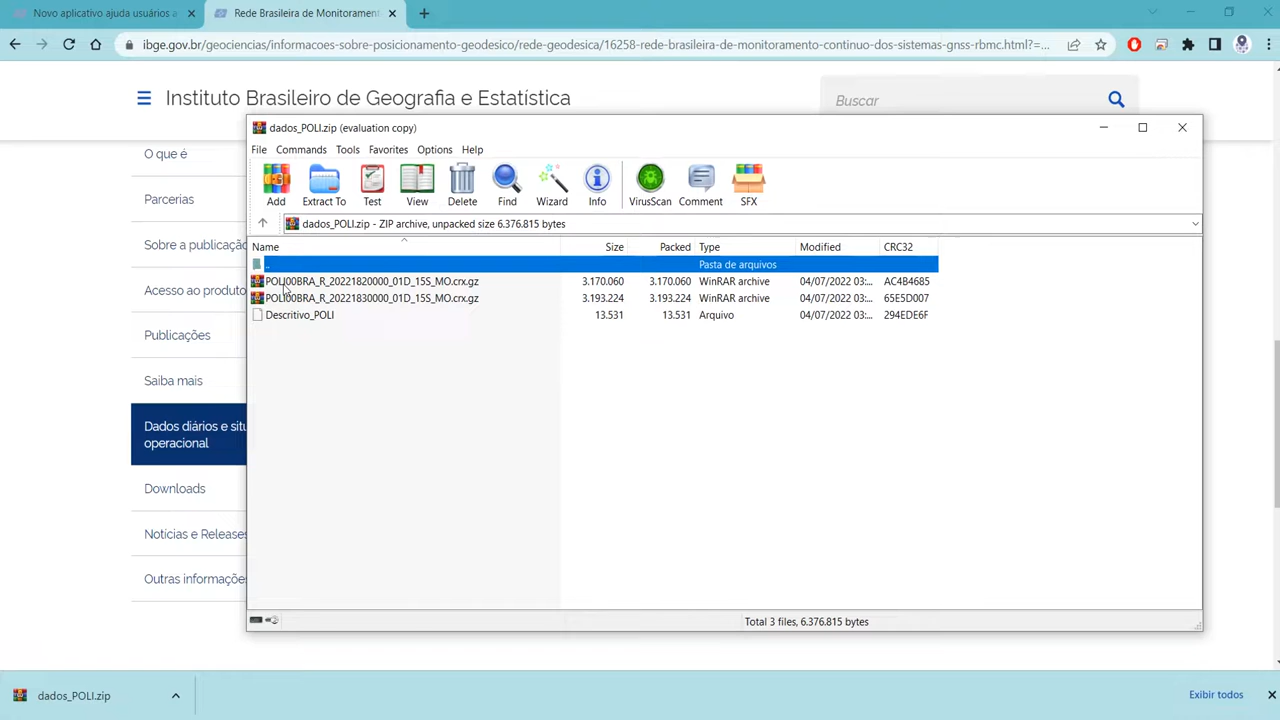 Novo aplicativo ajuda usuários a
Rede Brasileira de Monitorament
ibge.gov.br/geociencias/informacoes-sobre-posicionamento-geodesico/rede-geodesica/16258-rede-brasileira-de-monitoramento-continuo-dos-sistemas-gnss-rbmc.html?=...
Instituto Brasileiro de Geografia e Estatística
Buscar
O que é
Parcerias
Sobre a publicação
Acesso ao produto
Publicações
Saiba mais
Dados diários e situ
operacional
Downloads
Notícias e Releases
Outras informações
dados_POLI.zip (evaluation copy)
File Commands Tools Favorites Options Help
Add Extract To Test View Delete Find Wizard Info VirusScan Comment SFX
dados_POLI.zip - ZIP archive, unpacked size 6.376.815 bytes
Name Size Packed Type Modified CRC32
.. Pasta de arquivos
POLI00BRA_R_20221820000_01D_15S_MO.crx.gz 3.170.060 3.170.060 WinRAR archive 04/07/2022 03:... AC4B4685
POLI00BRA_R_20221830000_01D_15S_MO.crx.gz 3.193.224 3.193.224 WinRAR archive 04/07/2022 03:... 65E5D007
Descritivo_POLI 13.531 13.531 Arquivo 04/07/2022 03:... 294EDE6F
Total 3 files, 6.376.815 bytes
dados_POLI.zip
Exibir todos